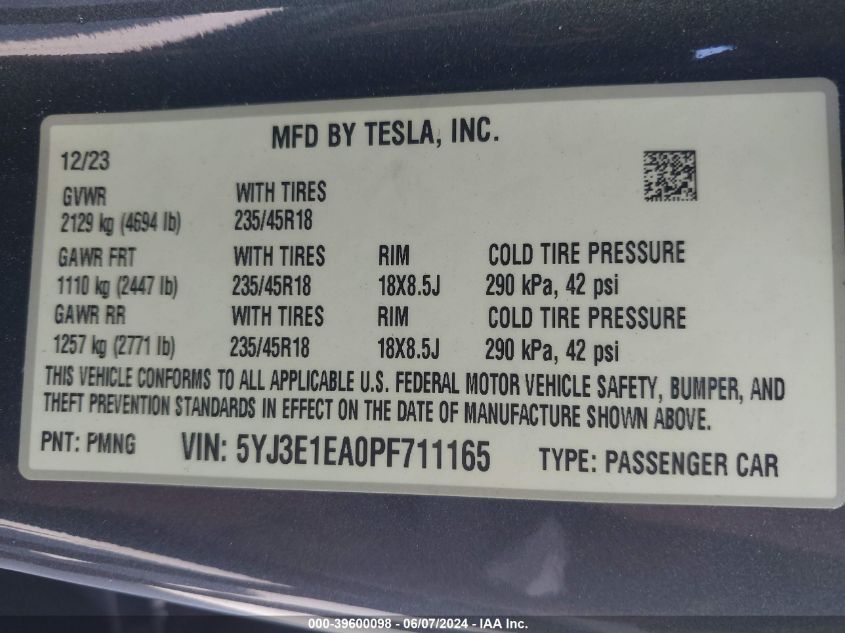 MFD BY TESLA, INC.
12/23
GVWR WITH TIRES
2129 kg (4694 lb) 235/45R18
GAWR FRT WITH TIRES RIM COLD TIRE PRESSURE
1110 kg (2447 lb) 235/45R18 18X8.5J 290 kPa, 42 psi
GAWR RR WITH TIRES RIM COLD TIRE PRESSURE
1257 kg (2771 lb) 235/45R18 18X8.5J 290 kPa, 42 psi
THIS VEHICLE CONFORMS TO ALL APPLICABLE U.S. FEDERAL MOTOR VEHICLE SAFETY, BUMPER, AND
THEFT PREVENTION STANDARDS IN EFFECT ON THE DATE OF MANUFACTURE SHOWN ABOVE.
PNT: PMNG VIN: 5YJ3E1EA0PF711165 TYPE: PASSENGER CAR
000-39600098 - 06/07/2024 - IAA Inc.